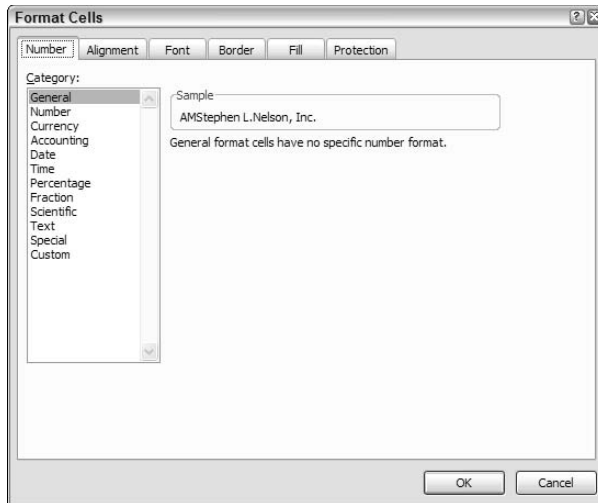 Format Cells
Number Alignment Font Border Fill Protection
Category:
General
Number
Currency
Accounting
Date
Time
Percentage
Fraction
Scientific
Text
Special
Custom
Sample
AMStephen L.Nelson, Inc.
General format cells have no specific number format.
OK Cancel